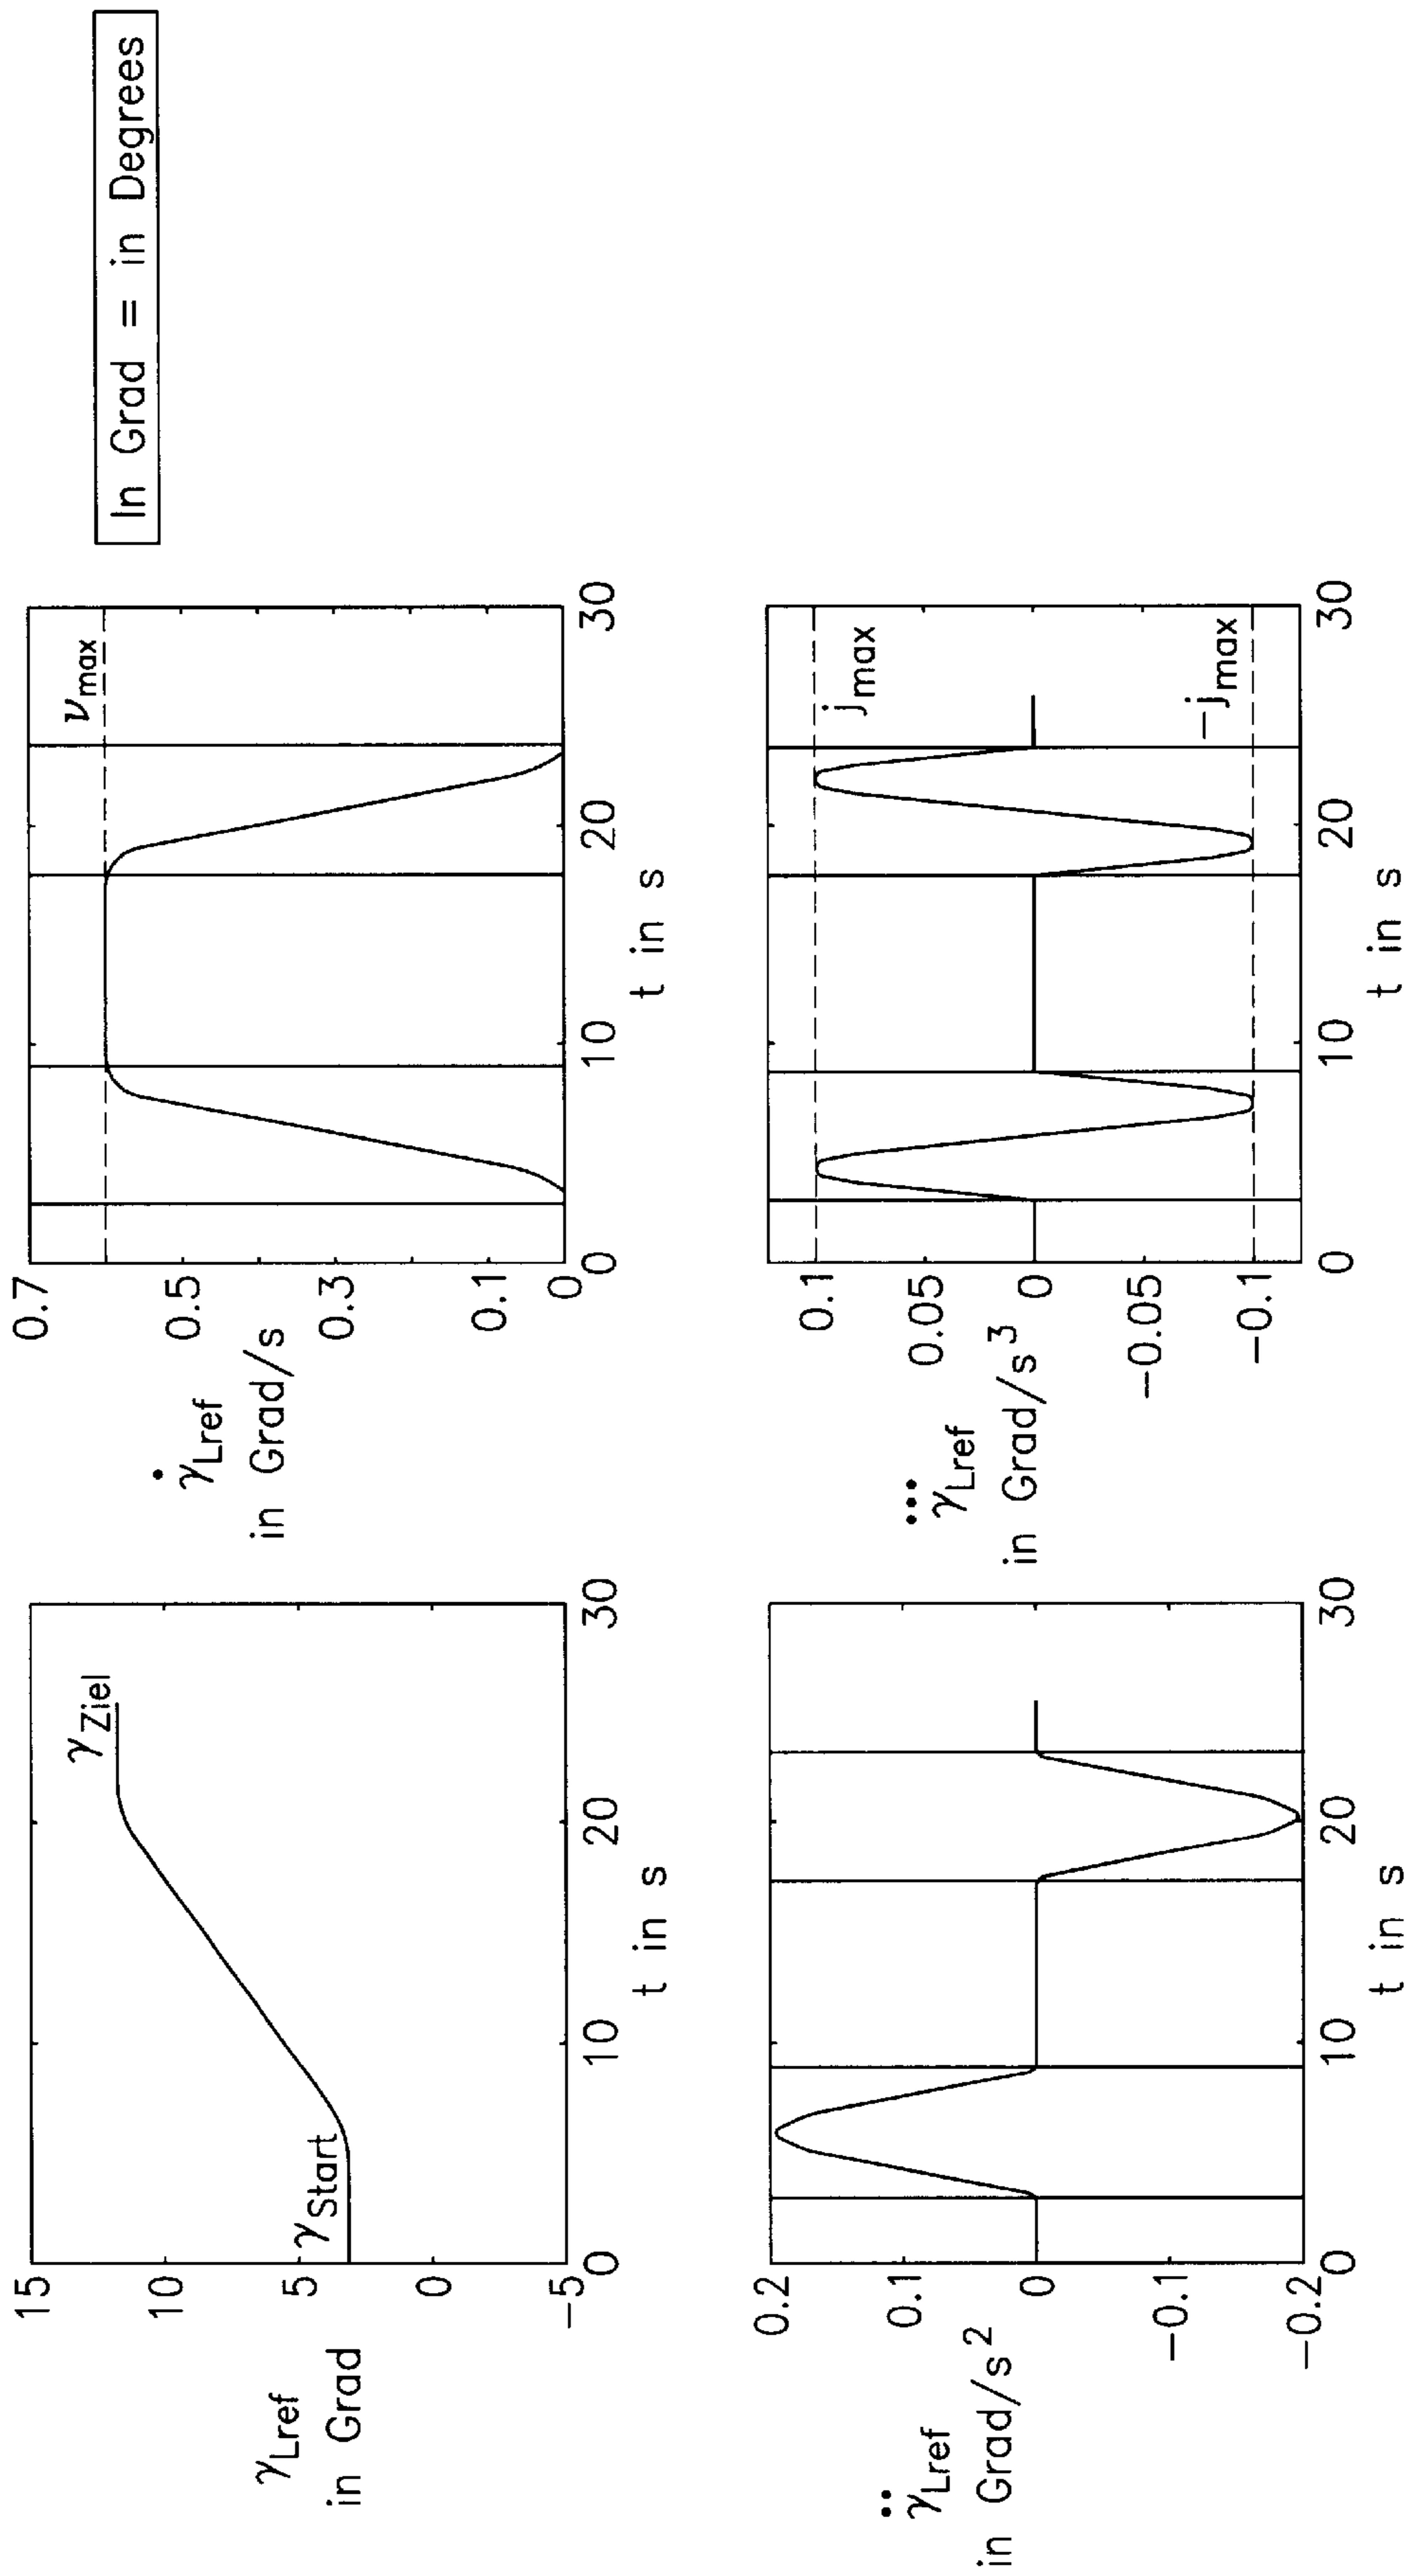 In Grad = in Degrees
γLref
in Grad
15
10
5
0
-5
γStart
γZiel
0
10
20
30
t in s
γ̇Lref
in Grad/s
0.7
0.5
0.3
0.1
0
νmax
0
10
20
30
t in s
γ̈Lref
in Grad/s²
0.2
0.1
0
-0.1
-0.2
0
10
20
30
t in s
γ⃛Lref
in Grad/s³
0.1
0.05
0
-0.05
-0.1
jmax
-jmax
0
10
20
30
t in s